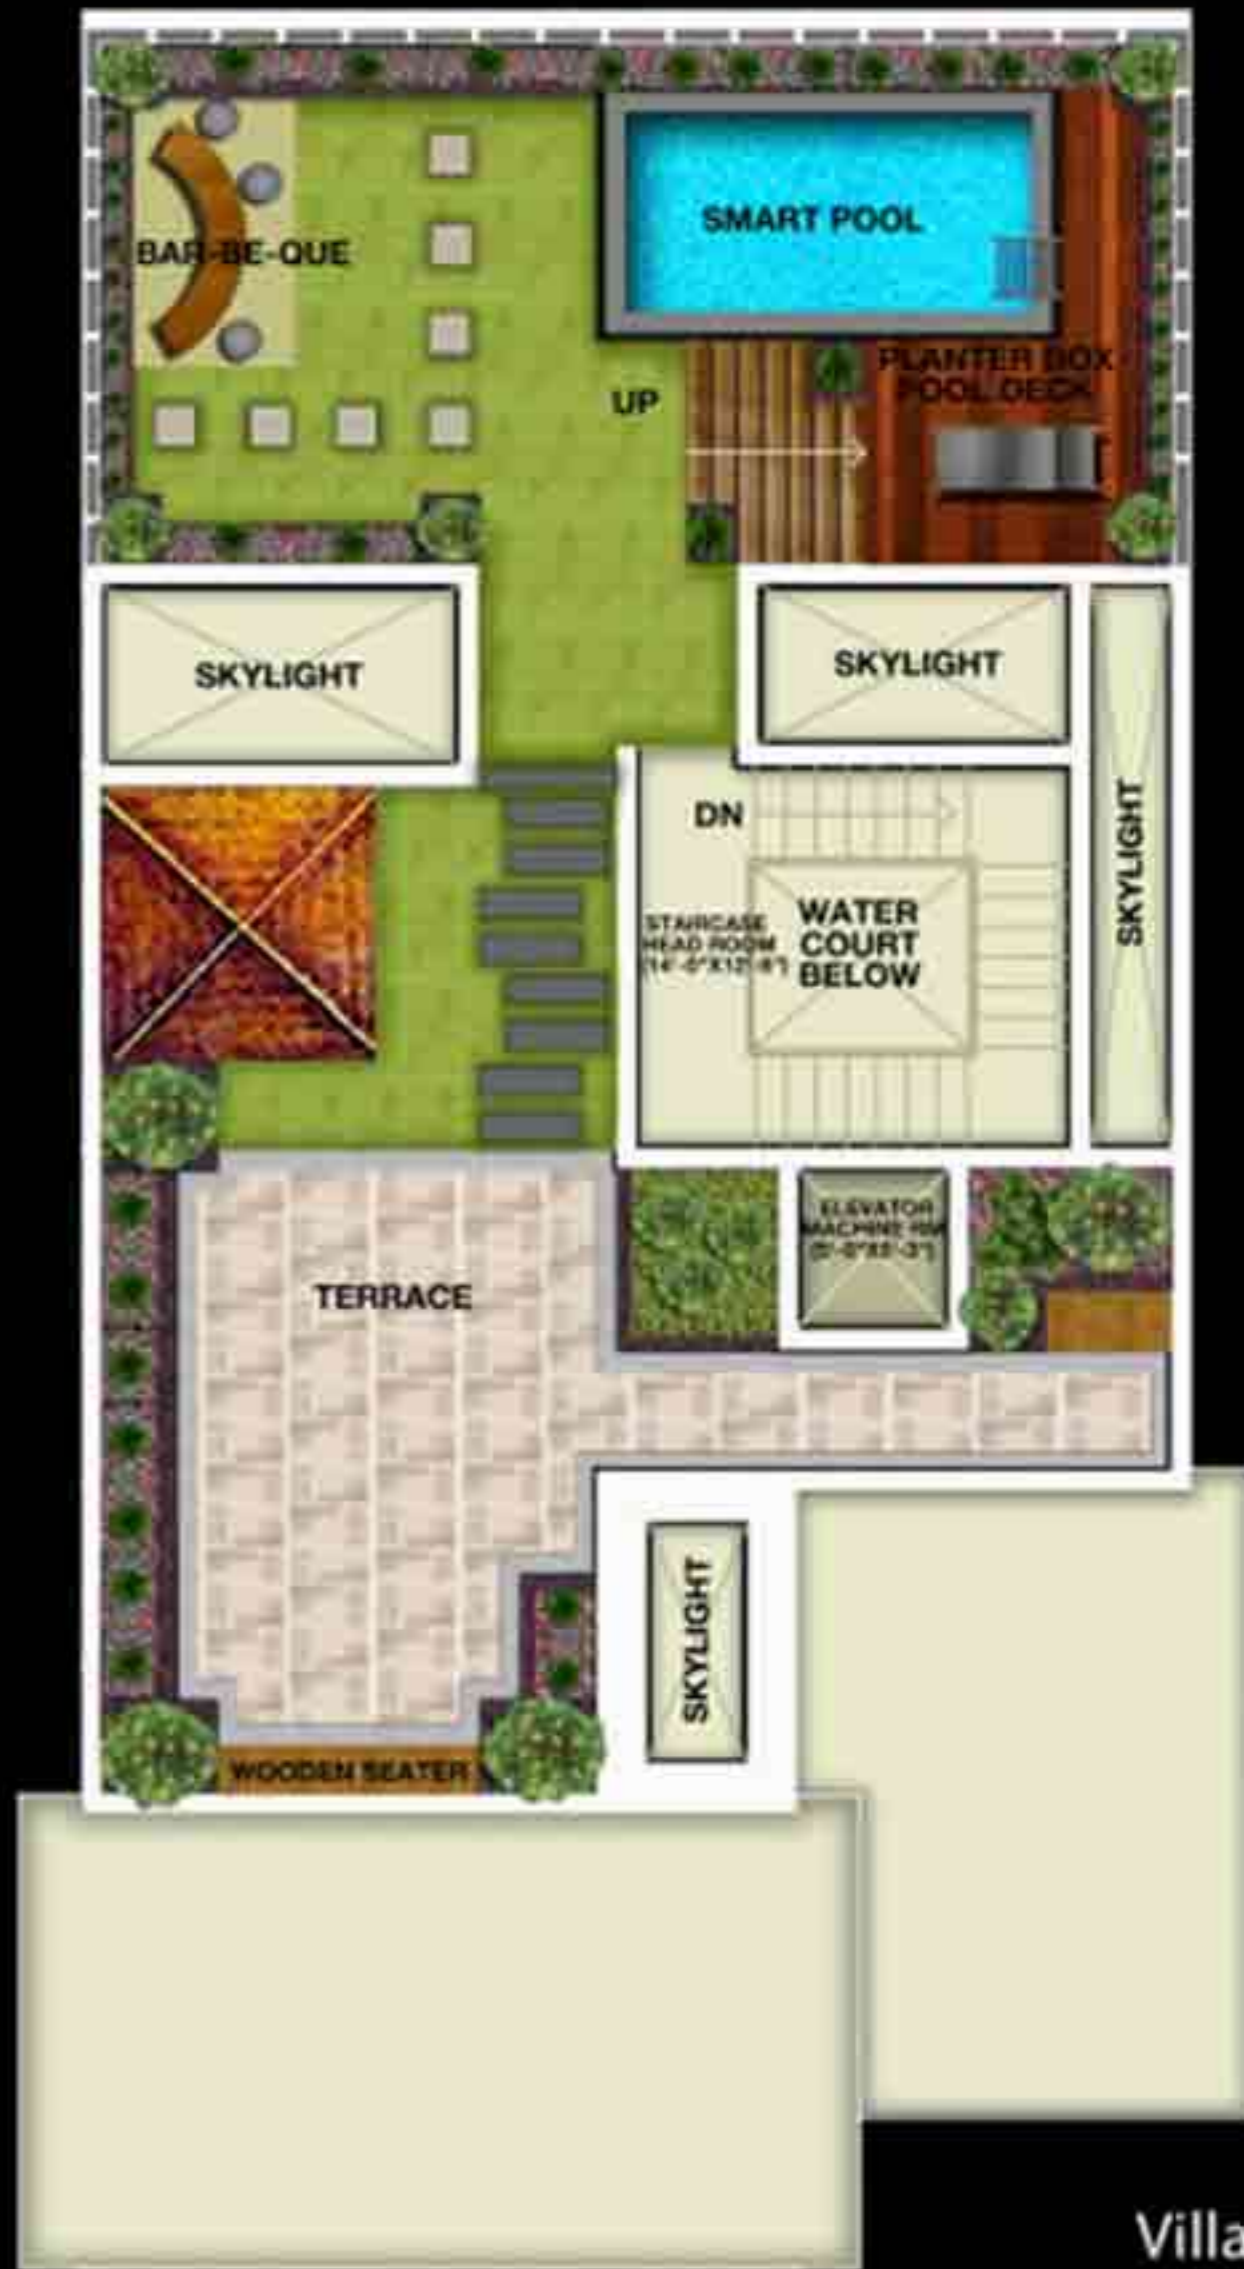 SMART POOL
BAR-BE-QUE
PLANTER BOX
POOL DECK
UP
SKYLIGHT
SKYLIGHT
DN
SKYLIGHT
STAIRCASE
HEAD ROOM
WATER
COURT
BELOW
ELEVATOR
MACHINE RM
TERRACE
SKYLIGHT
WOODEN SEATER
Villa